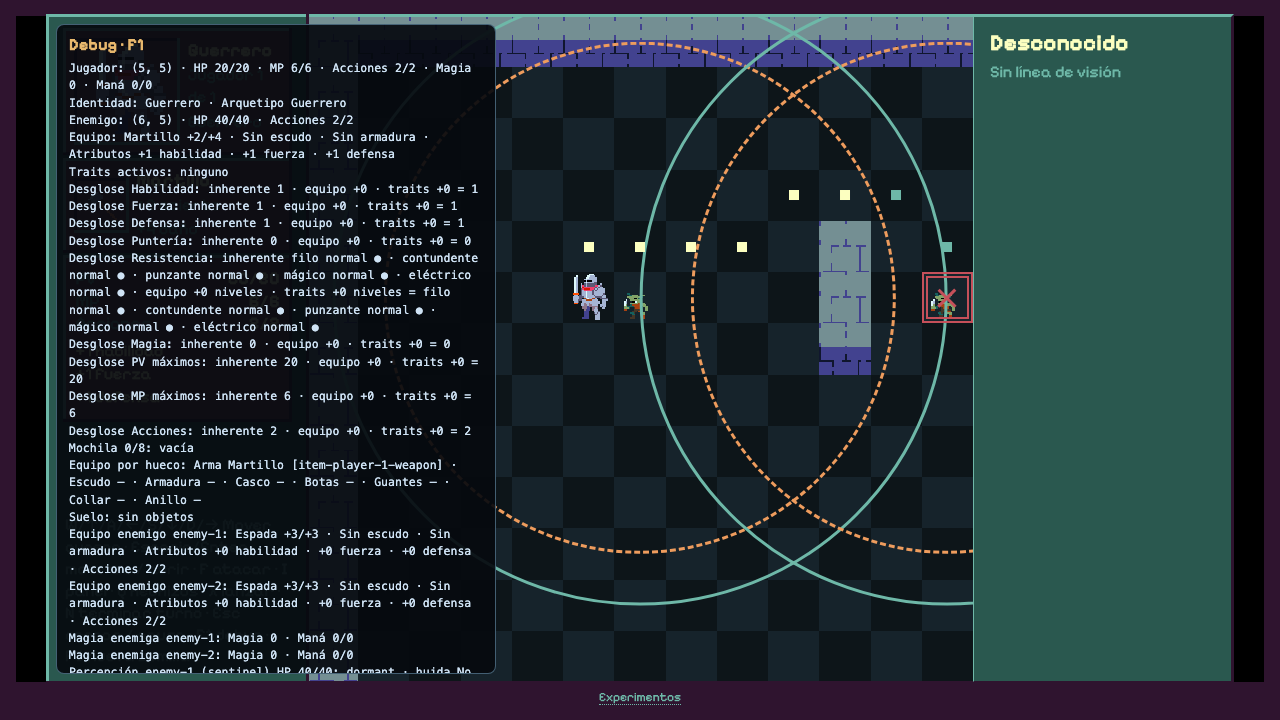 Debug·F1
Jugador: (5, 5) · HP 20/20 · MP 6/6 · Acciones 2/2 · Magia
0 · Maná 0/0
Identidad: Guerrero · Arquetipo Guerrero
Enemigo: (6, 5) · HP 40/40 · Acciones 2/2
Equipo: Martillo +2/+4 · Sin escudo · Sin armadura ·
Atributos +1 habilidad · +1 fuerza · +1 defensa
Traits activos: ninguno
Desglose Habilidad: inherente 1 · equipo +0 · traits +0 = 1
Desglose Fuerza: inherente 1 · equipo +0 · traits +0 = 1
Desglose Defensa: inherente 1 · equipo +0 · traits +0 = 1
Desglose Puntería: inherente 0 · equipo +0 · traits +0 = 0
Desglose Resistencia: inherente filo normal ● · contundente
normal ● · punzante normal ● · mágico normal ● · eléctrico
normal ● · equipo +0 niveles · traits +0 niveles = filo
normal ● · contundente normal ● · punzante normal ● ·
mágico normal ● · eléctrico normal ●
Desglose Magia: inherente 0 · equipo +0 · traits +0 = 0
Desglose PV máximos: inherente 20 · equipo +0 · traits +0 =
20
Desglose MP máximos: inherente 6 · equipo +0 · traits +0 =
6
Desglose Acciones: inherente 2 · equipo +0 · traits +0 = 2
Mochila 0/8: vacía
Equipo por hueco: Arma Martillo [item-player-1-weapon] ·
Escudo — · Armadura — · Casco — · Botas — · Guantes — ·
Collar — · Anillo —
Suelo: sin objetos
Equipo enemigo enemy-1: Espada +3/+3 · Sin escudo · Sin
armadura · Atributos +0 habilidad · +0 fuerza · +0 defensa
· Acciones 2/2
Equipo enemigo enemy-2: Espada +3/+3 · Sin escudo · Sin
armadura · Atributos +0 habilidad · +0 fuerza · +0 defensa
· Acciones 2/2
Magia enemiga enemy-1: Magia 0 · Maná 0/0
Magia enemiga enemy-2: Magia 0 · Maná 0/0
Percepción enemy-1 (sentinel) HP 40/40: dormant · huida No
Desconocido
Sin línea de visión
Experimentos